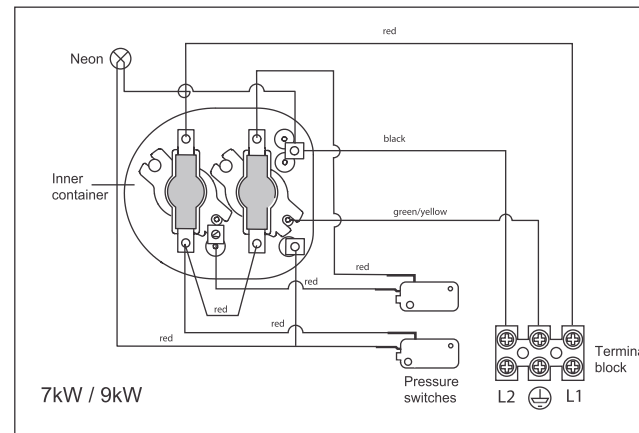 red
Neon
black
Inner
container
green/yellow
red
red
red
red
red
Pressure
switches
Termina
block
L2
L1
7kW / 9kW